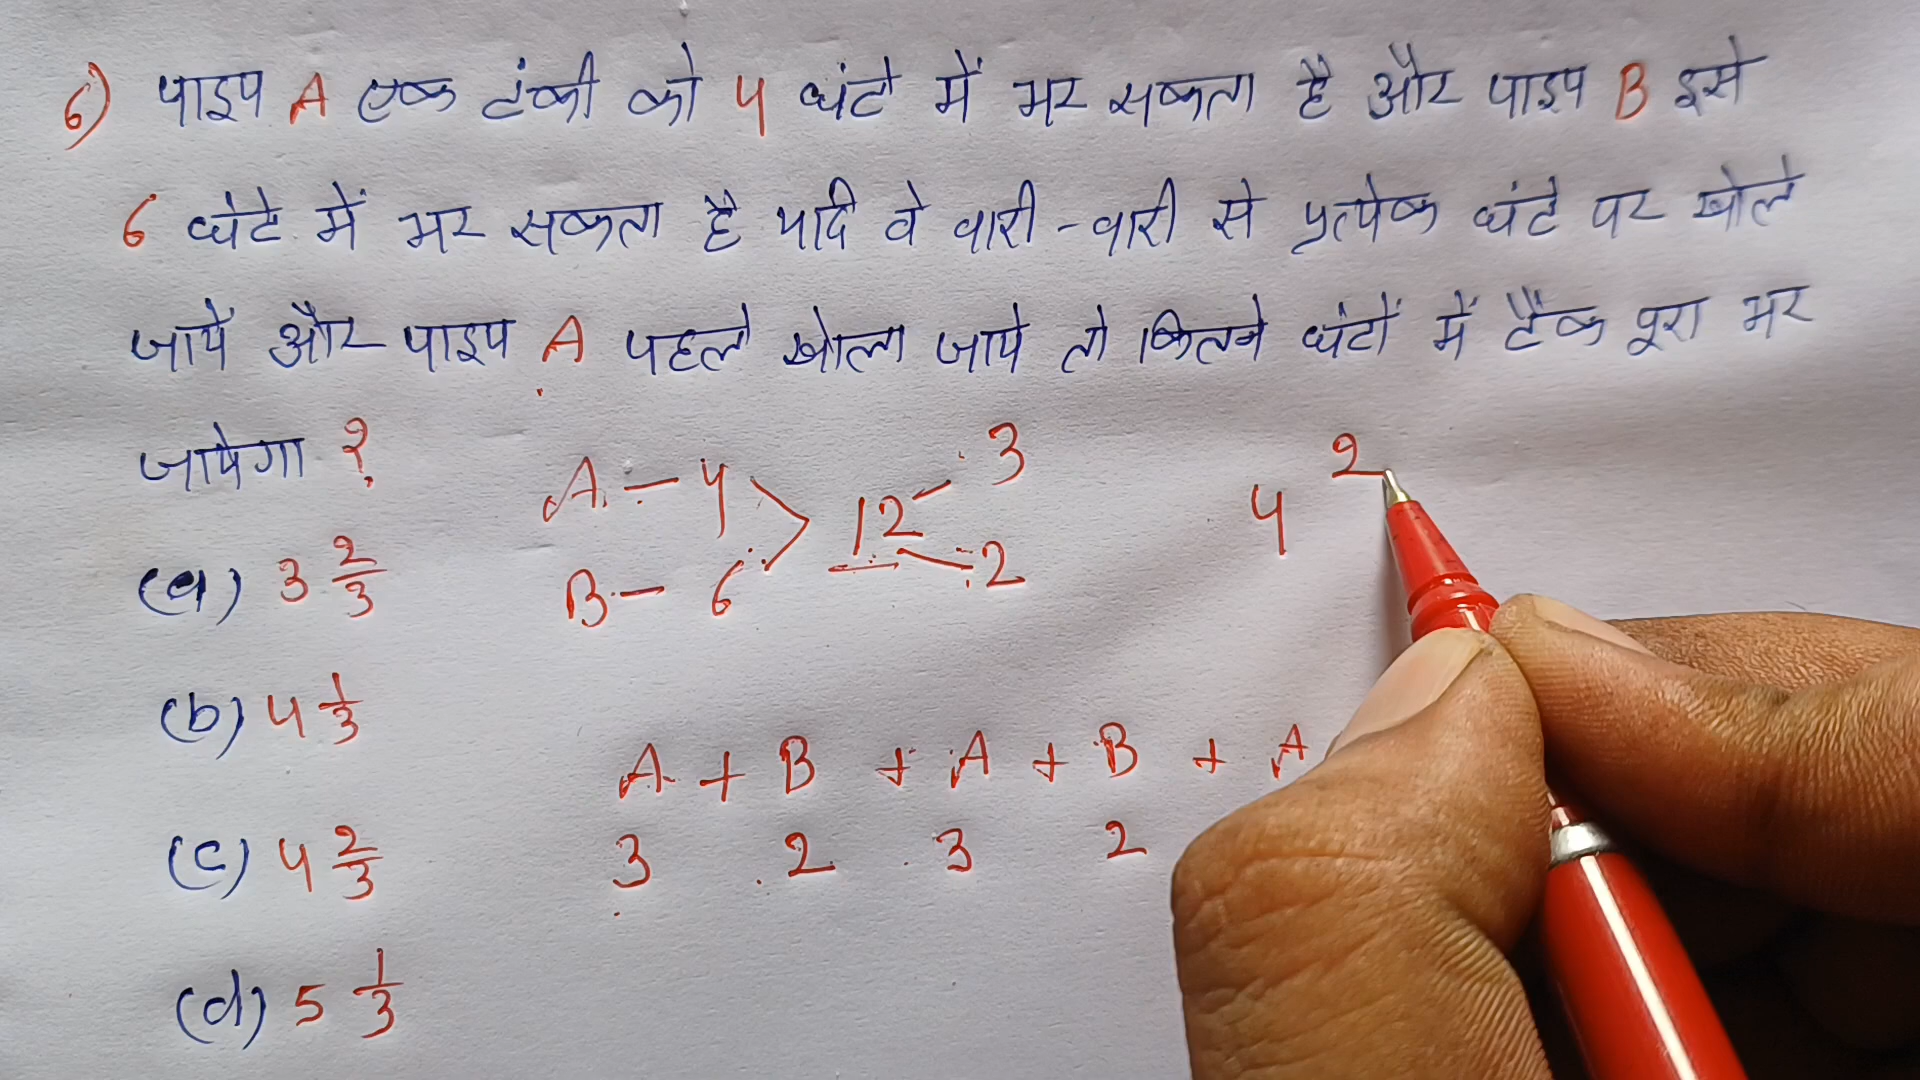 6) पाइप A एक टंकी को 4 घंटे में भर सकता है और पाइप B इसे
6 घंटे में भर सकता है यदि वे वारी-वारी से प्रत्येक घंटे पर खोले
जायें और पाइप A पहले खोला जाये तो कितने घंटों में टैंक पूरा भर
जायेगा ?
(a) 3 2/3
(b) 4 1/3
(c) 4 2/3
(d) 5 1/3
A - 4
B - 6
12
3
2
4 2
A + B + A + B + A
3 2 3 2